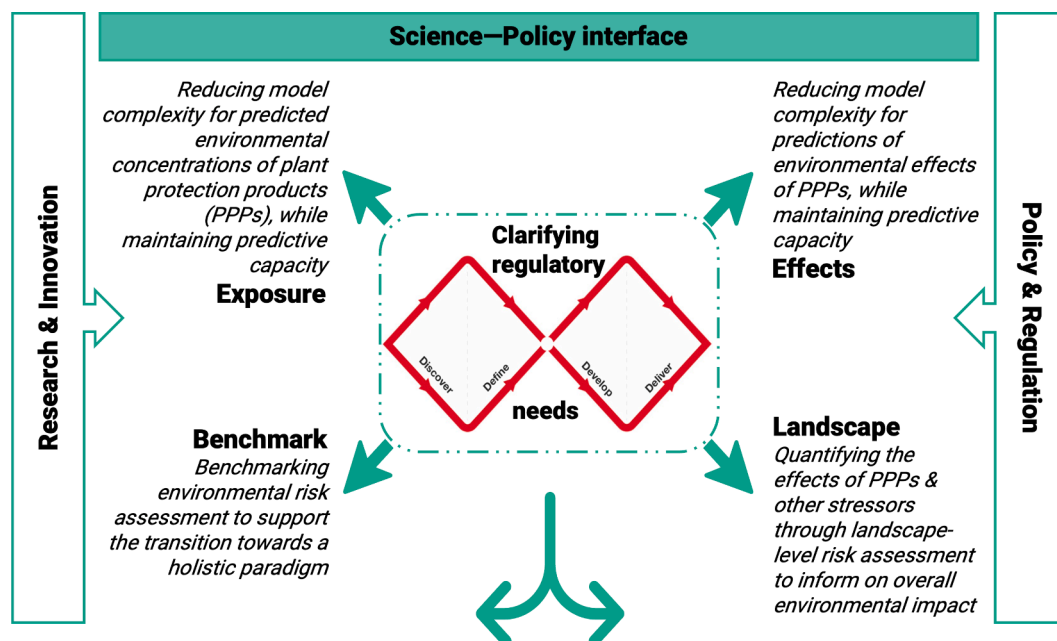 Science—Policy interface
Research & Innovation
Reducing model
complexity for predicted
environmental
concentrations of plant
protection products
(PPPs), while
maintaining predictive
capacity
Exposure
Reducing model
complexity for
predictions of
environmental effects
of PPPs, while
maintaining predictive
capacity
Effects
Clarifying
regulatory
Discover
Define
Develop
Deliver
needs
Benchmark
Benchmarking
environmental risk
assessment to support
the transition towards a
holistic paradigm
Landscape
Quantifying the
effects of PPPs &
other stressors
through landscape-
level risk assessment
to inform on overall
environmental impact
Policy & Regulation